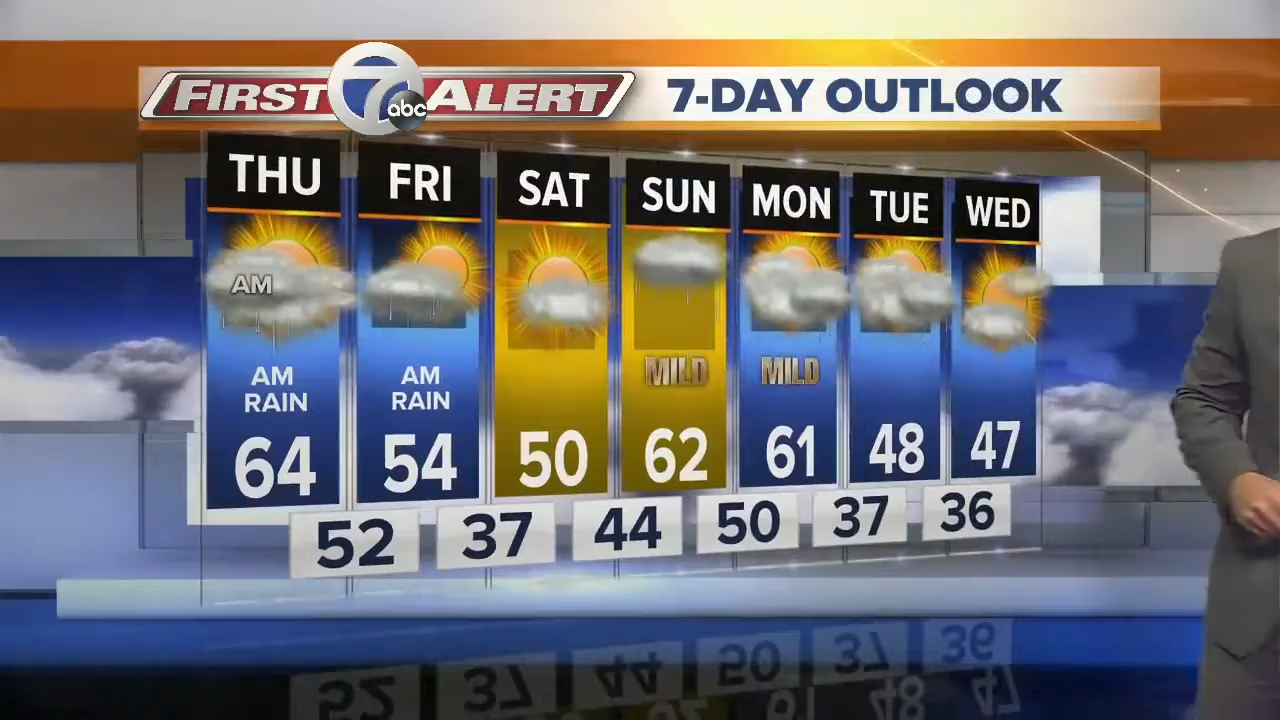 FIRST 7 abc ALERT 7-DAY OUTLOOK
THU FRI SAT SUN MON TUE WED
AM
AM RAIN
AM RAIN
MILD
MILD
64 54 50 62 61 48 47
52 37 44 50 37 36